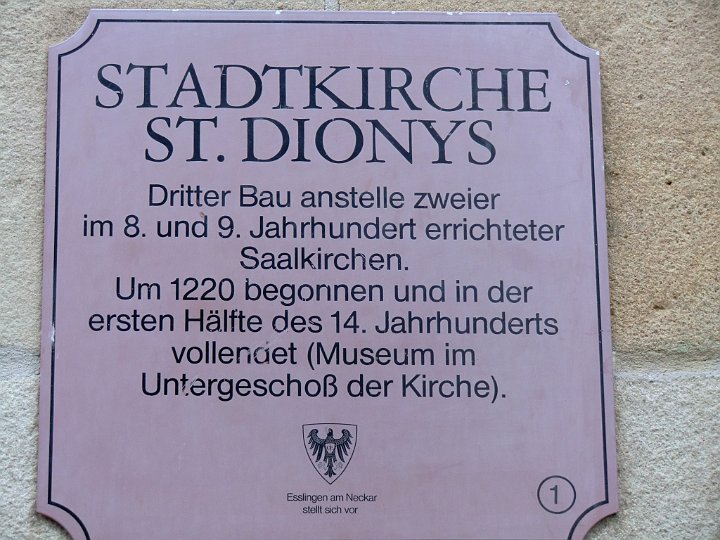 STADTKIRCHE
ST. DIONYS
Dritter Bau anstelle zweier
im 8. und 9. Jahrhundert errichteter
Saalkirchen.
Um 1220 begonnen und in der
ersten Hälfte des 14. Jahrhunderts
vollendet (Museum im
Untergeschoß der Kirche).
Esslingen am Neckar
stellt sich vor
1